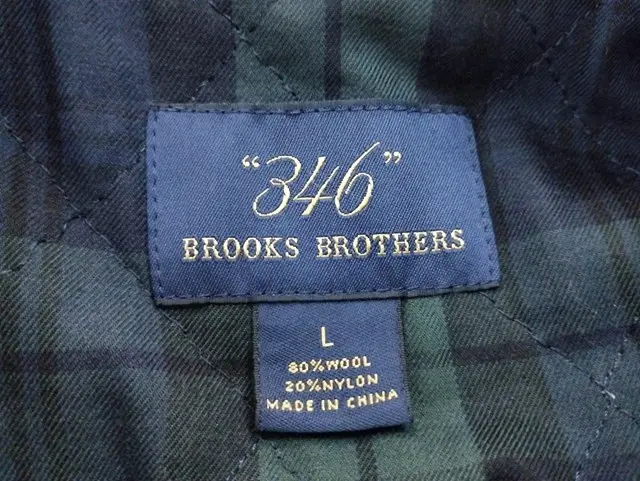 "346"
BROOKS BROTHERS
L
80%WOOL
20%NYLON
MADE IN CHINA